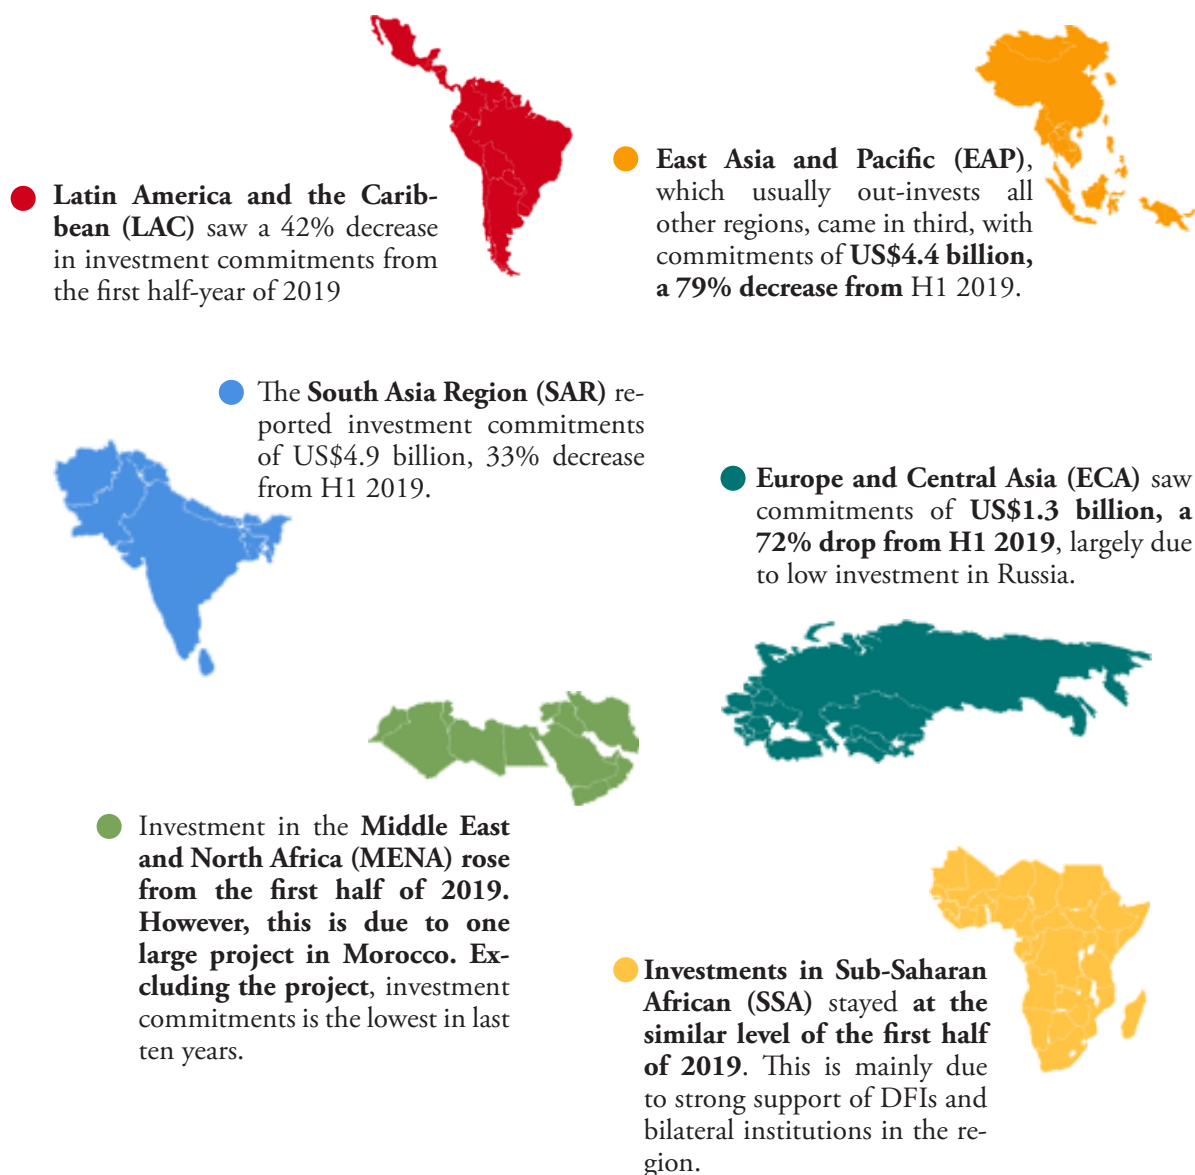 Latin America and the Carib-
bean (LAC) saw a 42% decrease
in investment commitments from
the first half-year of 2019
East Asia and Pacific (EAP),
which usually out-invests all
other regions, came in third, with
commitments of US$4.4 billion,
a 79% decrease from H1 2019.
The South Asia Region (SAR) re-
ported investment commitments
of US$4.9 billion, 33% decrease
from H1 2019.
Europe and Central Asia (ECA) saw
commitments of US$1.3 billion, a
72% drop from H1 2019, largely due
to low investment in Russia.
Investment in the Middle East
and North Africa (MENA) rose
from the first half of 2019.
However, this is due to one
large project in Morocco. Ex-
cluding the project, investment
commitments is the lowest in last
ten years.
Investments in Sub-Saharan
African (SSA) stayed at the
similar level of the first half
of 2019. This is mainly due
to strong support of DFIs and
bilateral institutions in the re-
gion.